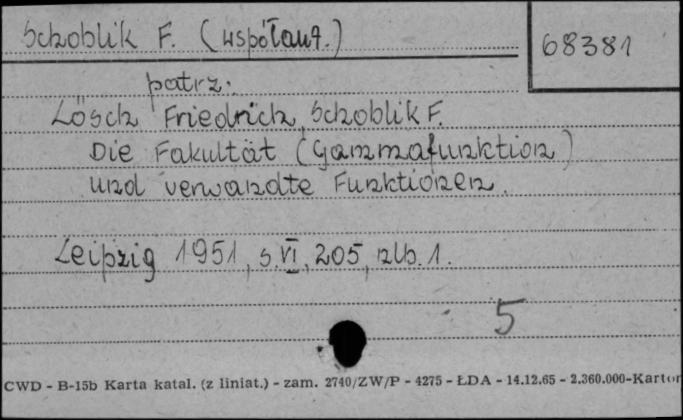 Schoblik F. (współaut.)
68381
patrz.
Lösch Friedrich, Schoblik F.
Die Fakultät (Gammafunktion)
und verwandte Funktionen.
Leipzig 1951, s. VI, 205, nlb. 1.
5
CWD - B-15b Karta katal. (z liniat.) - zam. 2740/ZW/P - 4275 - ŁDA - 14.12.65 - 2.360.000-Karton